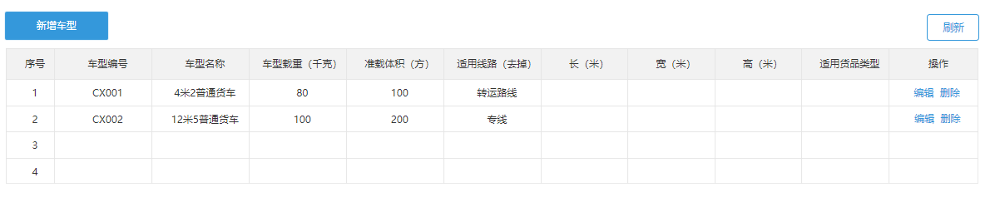 新增车型
刷新
序号 车型编号 车型名称 车型载重（千克） 准载体积（方） 适用线路（去掉） 长（米） 宽（米） 高（米） 适用货品类型 操作
1 CX001 4米2普通货车 80 100 转运路线 编辑 删除
2 CX002 12米5普通货车 100 200 专线 编辑 删除
3
4